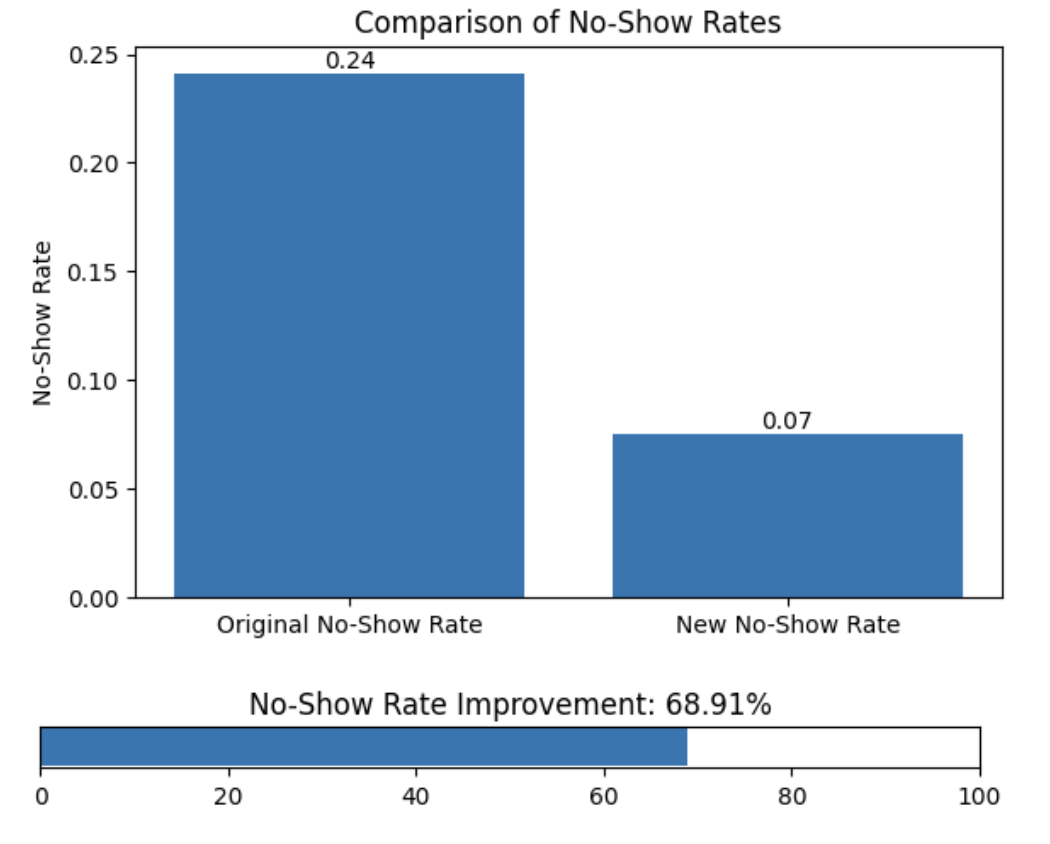 Comparison of No-Show Rates
0.25
0.24
0.20
0.15
No-Show Rate
0.10
0.07
0.05
0.00
Original No-Show Rate New No-Show Rate
No-Show Rate Improvement: 68.91%
0 20 40 60 80 100